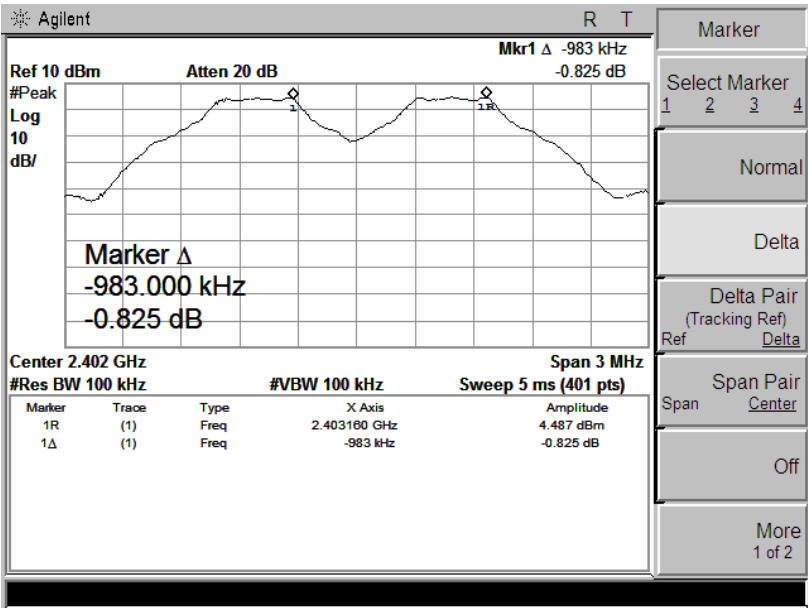 Agilent R T
Mkr1 Δ -983 kHz
Ref 10 dBm Atten 20 dB -0.825 dB
#Peak
Log
10
dB/
1
1R
Marker Δ
-983.000 kHz
-0.825 dB
Center 2.402 GHz Span 3 MHz
#Res BW 100 kHz #VBW 100 kHz Sweep 5 ms (401 pts)
Marker Trace Type X Axis Amplitude
1R (1) Freq 2.403160 GHz 4.487 dBm
1Δ (1) Freq -983 kHz -0.825 dB
Marker
Select Marker
1 2 3 4
Normal
Delta
Delta Pair
(Tracking Ref)
Ref Delta
Span Pair
Span Center
Off
More
1 of 2